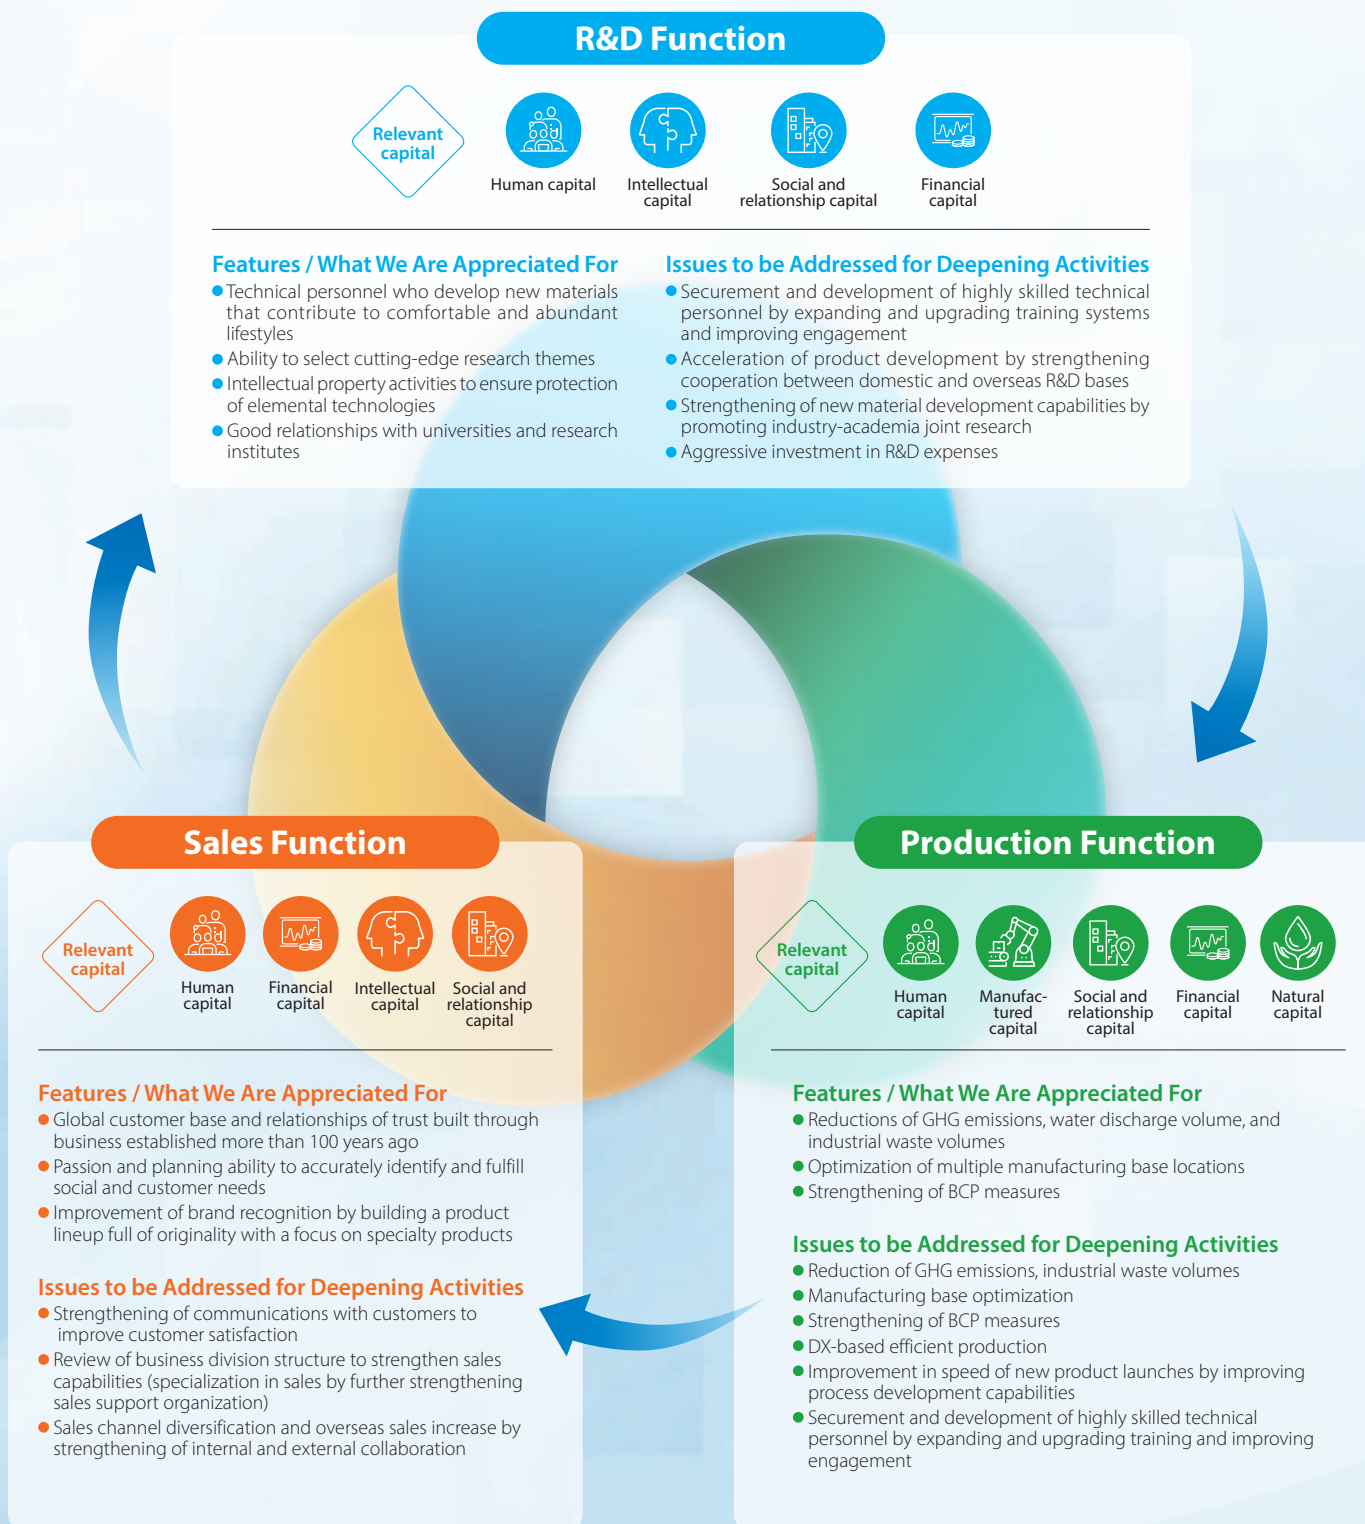 R&D Function
Relevant
capital
Human capital
Intellectual
capital
Social and
relationship capital
Financial
capital
Features / What We Are Appreciated For
Technical personnel who develop new materials
that contribute to comfortable and abundant
lifestyles
Ability to select cutting-edge research themes
Intellectual property activities to ensure protection
of elemental technologies
Good relationships with universities and research
institutes
Issues to be Addressed for Deepening Activities
Securement and development of highly skilled technical
personnel by expanding and upgrading training systems
and improving engagement
Acceleration of product development by strengthening
cooperation between domestic and overseas R&D bases
Strengthening of new material development capabilities by
promoting industry-academia joint research
Aggressive investment in R&D expenses
Sales Function
Relevant
capital
Human
capital
Financial
capital
Intellectual
capital
Social and
relationship
capital
Features / What We Are Appreciated For
Global customer base and relationships of trust built through
business established more than 100 years ago
Passion and planning ability to accurately identify and fulfill
social and customer needs
Improvement of brand recognition by building a product
lineup full of originality with a focus on specialty products
Issues to be Addressed for Deepening Activities
Strengthening of communications with customers to
improve customer satisfaction
Review of business division structure to strengthen sales
capabilities (specialization in sales by further strengthening
sales support organization)
Sales channel diversification and overseas sales increase by
strengthening of internal and external collaboration
Production Function
Relevant
capital
Human
capital
Manufac-
tured
capital
Social and
relationship
capital
Financial
capital
Natural
capital
Features / What We Are Appreciated For
Reductions of GHG emissions, water discharge volume, and
industrial waste volumes
Optimization of multiple manufacturing base locations
Strengthening of BCP measures
Issues to be Addressed for Deepening Activities
Reduction of GHG emissions, industrial waste volumes
Manufacturing base optimization
Strengthening of BCP measures
DX-based efficient production
Improvement in speed of new product launches by improving
process development capabilities
Securement and development of highly skilled technical
personnel by expanding and upgrading training and improving
engagement